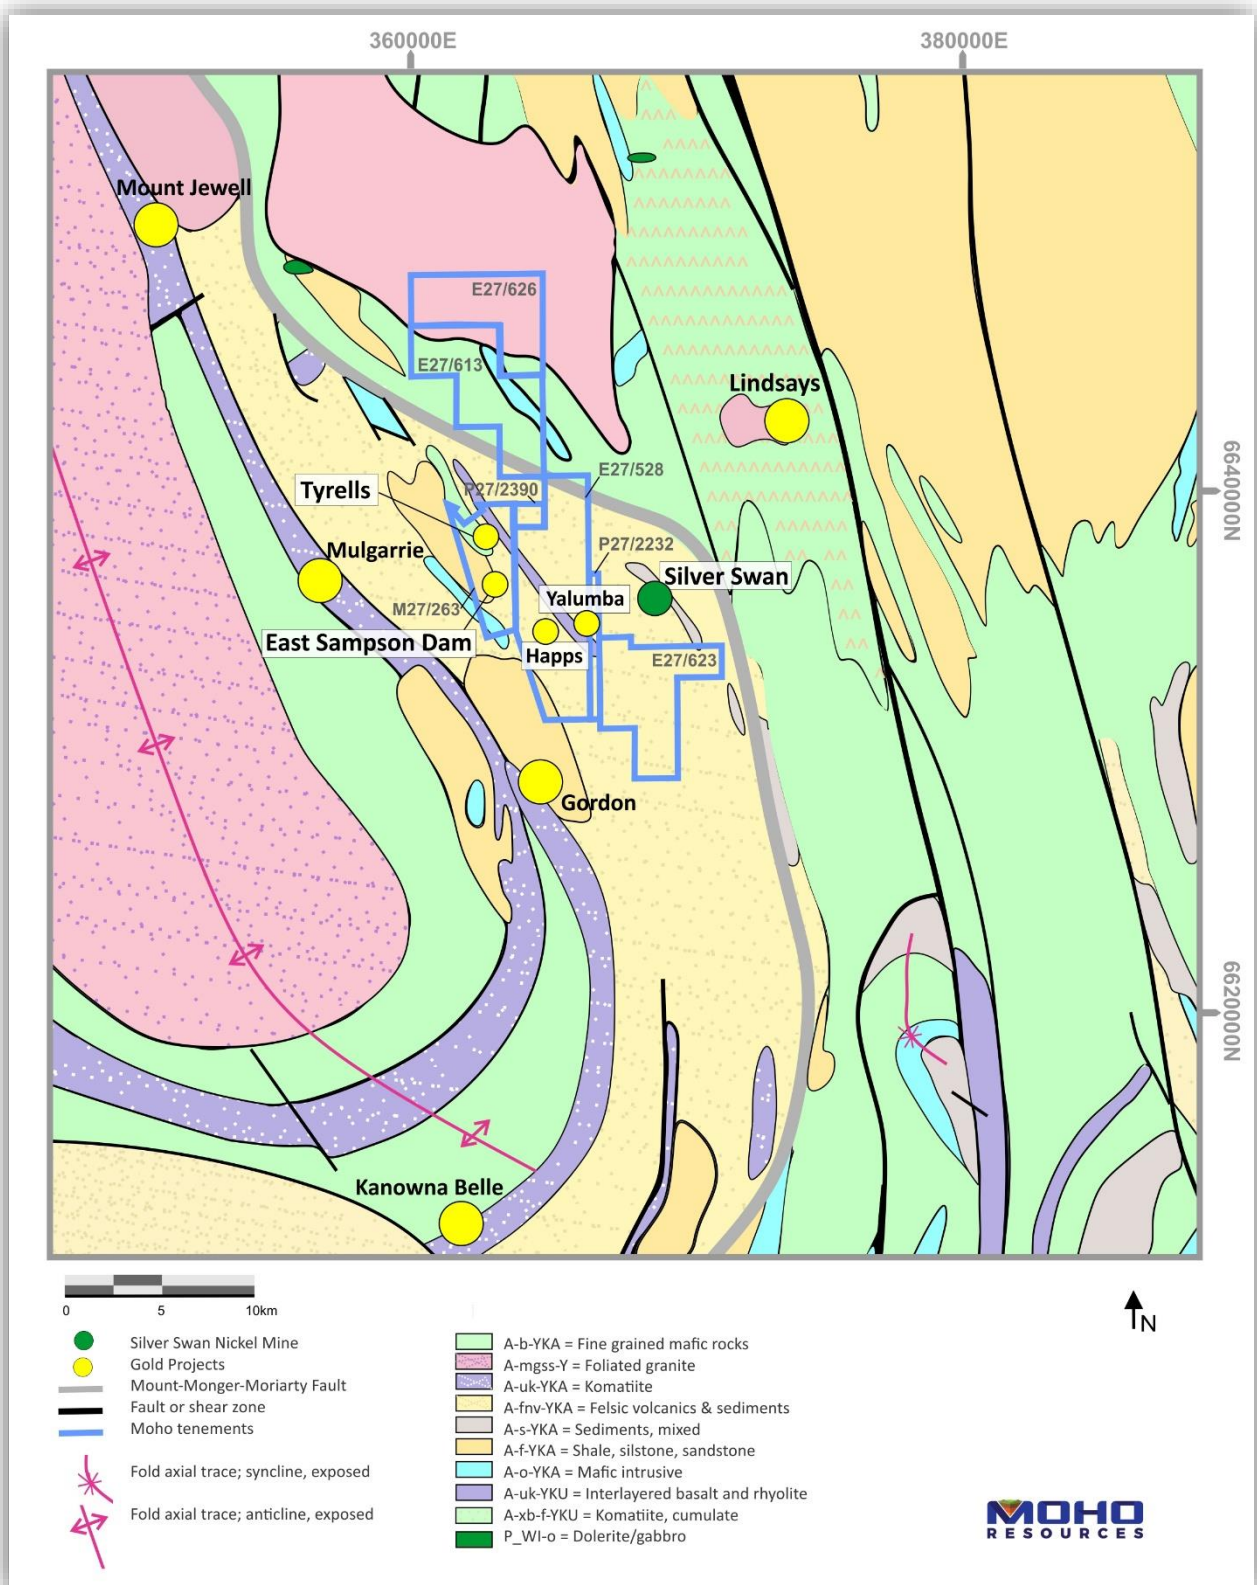 360000E
380000E
Mount Jewell
E27/626
E27/613
Lindsays
E27/528
Tyrells
P27/2390
6640000N
Mulgarrie
P27/2232
Silver Swan
Yalumba
M27/263
East Sampson Dam
Happs
E27/623
Gordon
6620000N
Kanowna Belle
0 5 10km
N
Silver Swan Nickel Mine
Gold Projects
Mount-Monger-Moriarty Fault
Fault or shear zone
Moho tenements
Fold axial trace; syncline, exposed
Fold axial trace; anticline, exposed
A-b-YKA = Fine grained mafic rocks
A-mgss-Y = Foliated granite
A-uk-YKA = Komatiite
A-fnv-YKA = Felsic volcanics & sediments
A-s-YKA = Sediments, mixed
A-f-YKA = Shale, silstone, sandstone
A-o-YKA = Mafic intrusive
A-uk-YKU = Interlayered basalt and rhyolite
A-xb-f-YKU = Komatiite, cumulate
P_WI-o = Dolerite/gabbro
MOHO
RESOURCES